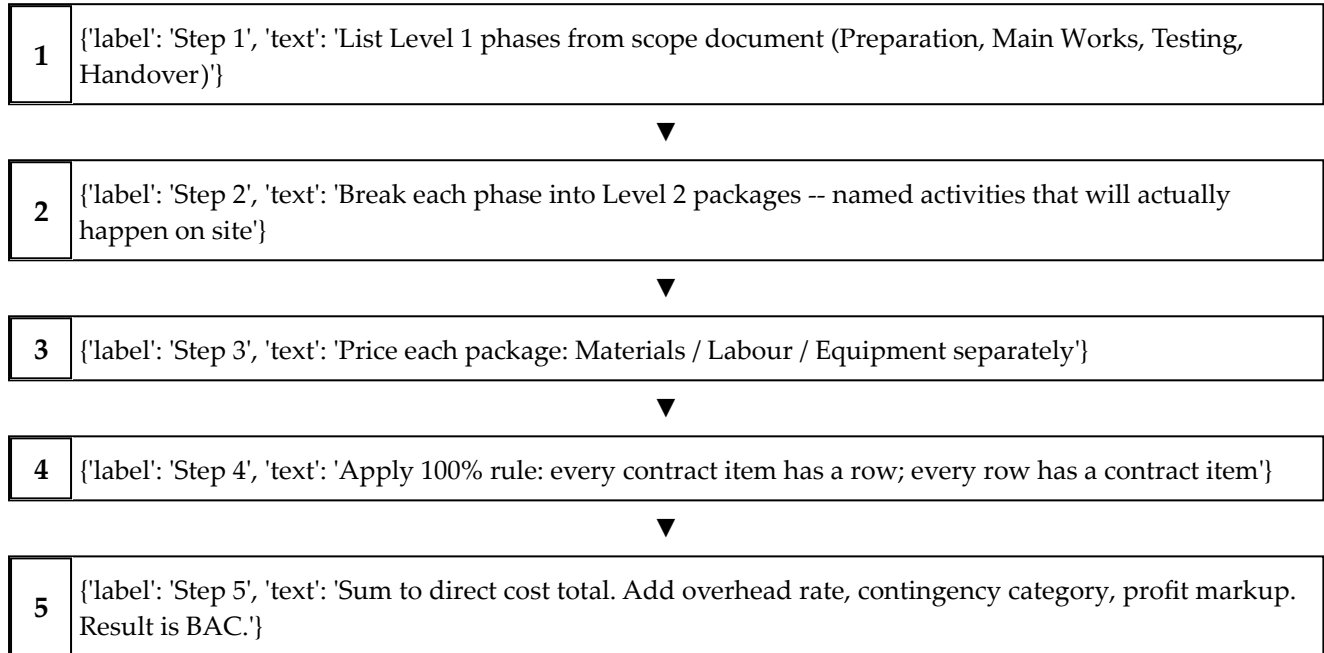 1
{'label': 'Step 1', 'text': 'List Level 1 phases from scope document (Preparation, Main Works, Testing,
Handover)'}
▼
2
{'label': 'Step 2', 'text': 'Break each phase into Level 2 packages -- named activities that will actually
happen on site'}
▼
3
{'label': 'Step 3', 'text': 'Price each package: Materials / Labour / Equipment separately'}
▼
4
{'label': 'Step 4', 'text': 'Apply 100% rule: every contract item has a row; every row has a contract item'}
▼
5
{'label': 'Step 5', 'text': 'Sum to direct cost total. Add overhead rate, contingency category, profit markup.
Result is BAC.'}